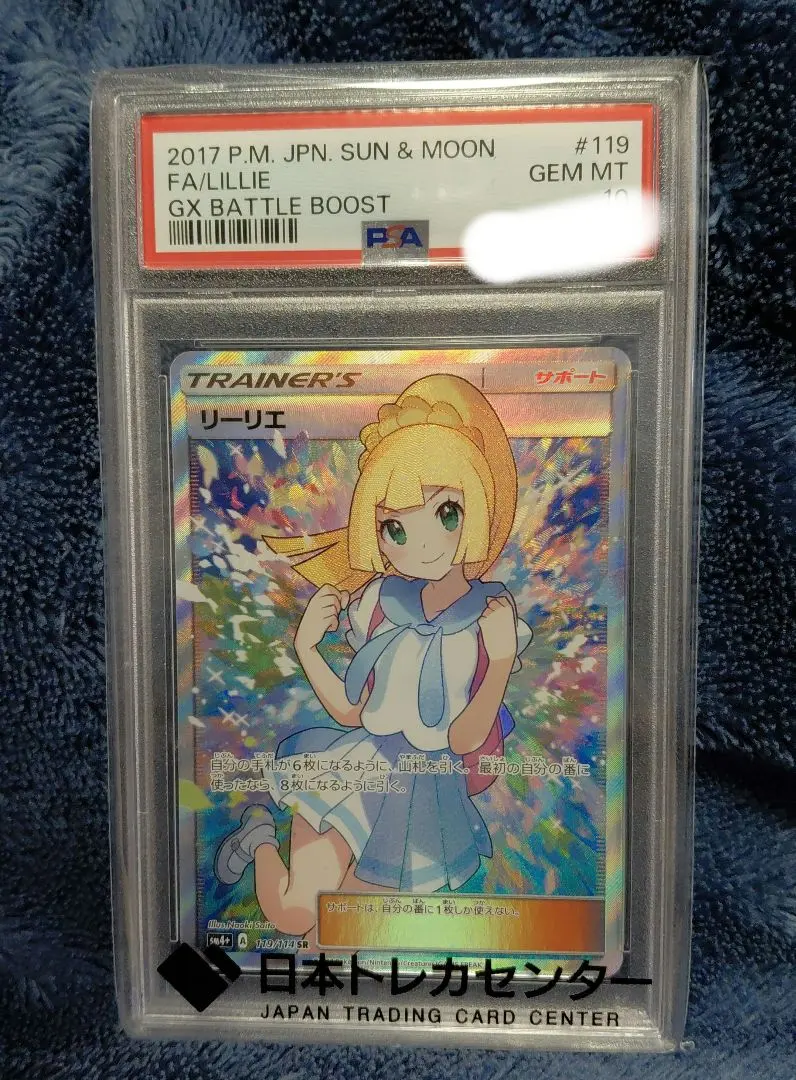 2017 P.M. JPN. SUN & MOON #119
FA/LILLIE GEM MT
GX BATTLE BOOST 10
PSA
TRAINER'S サポート
リーリエ
自分の手札が6枚になるように、山札を引く。最初の自分の番に
使ったなら、8枚になるように引く。
サポートは、自分の番に1枚しか使えない。
Illus. Naoki Saito
sm4+ A 119/114 SR
日本トレカセンター
JAPAN TRADING CARD CENTER